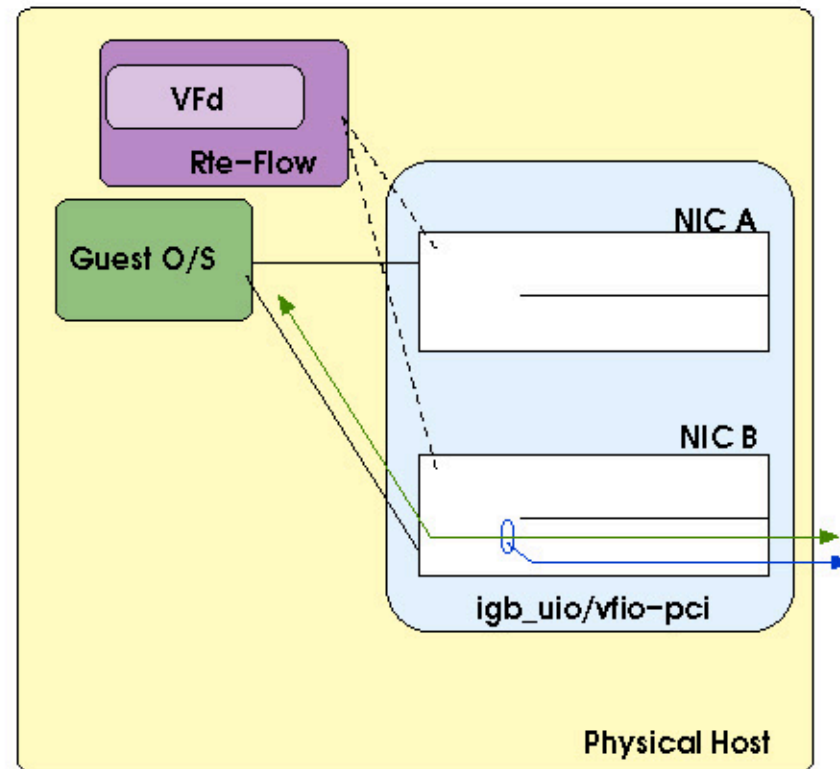 VFd
Rte-Flow
NIC A
Guest O/S
NIC B
igb_uio/vfio-pci
Physical Host